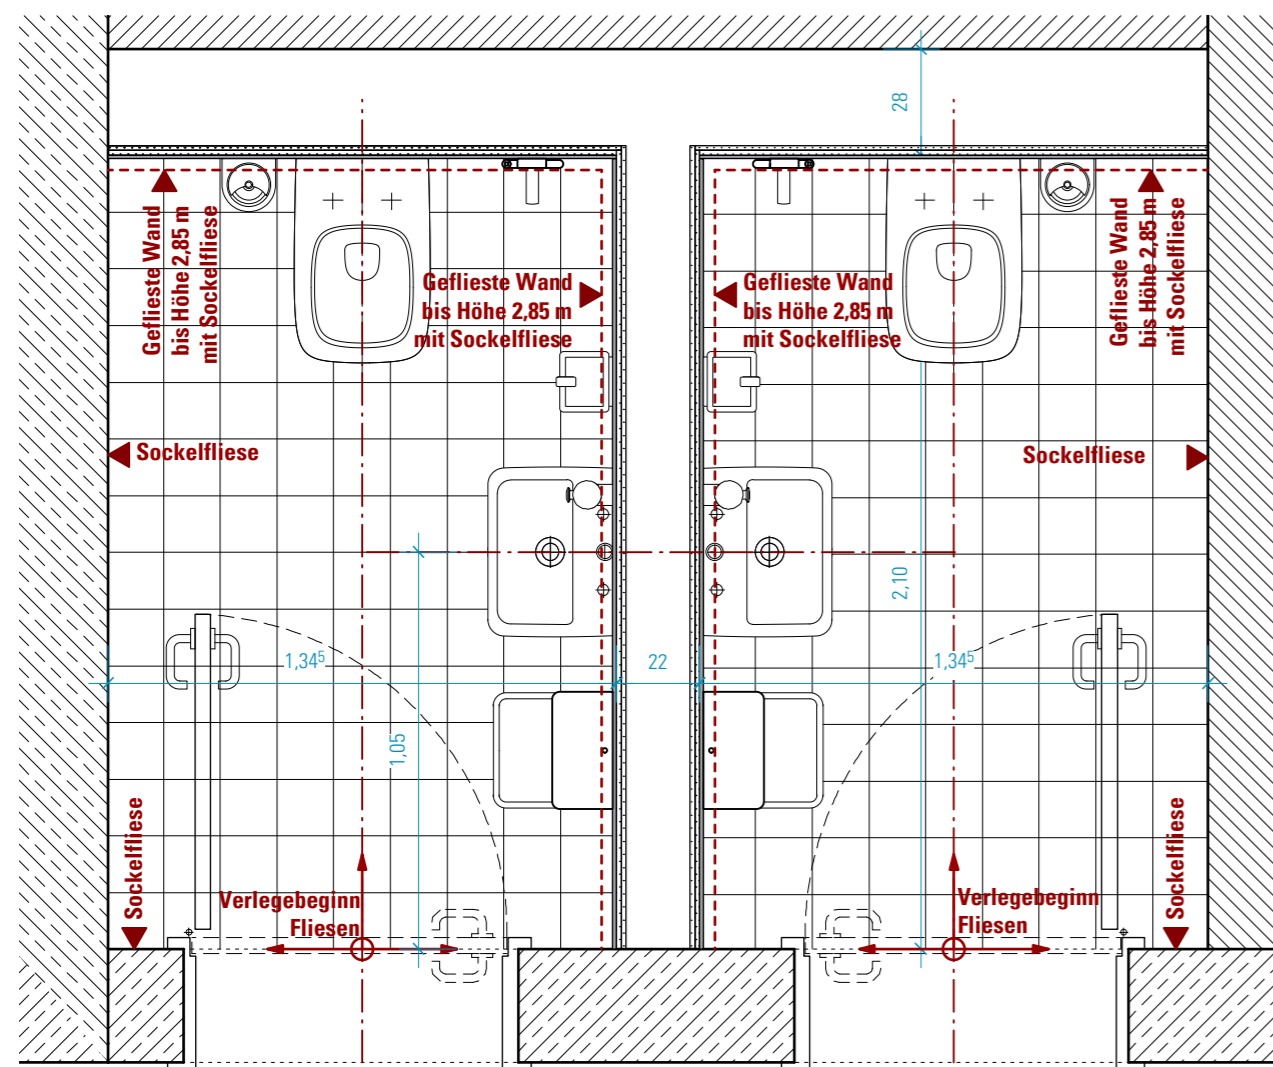 28
Geflieste Wand
bis Höhe 2,85 m
mit Sockelfliese
Geflieste Wand
bis Höhe 2,85 m
mit Sockelfliese
Geflieste Wand
bis Höhe 2,85 m
mit Sockelfliese
Geflieste Wand
bis Höhe 2,85 m
mit Sockelfliese
Sockelfliese
Sockelfliese
2,10
1,34⁵
22
1,34⁵
1,05
Sockelfliese
Verlegebeginn
Fliesen
Verlegebeginn
Fliesen
Sockelfliese